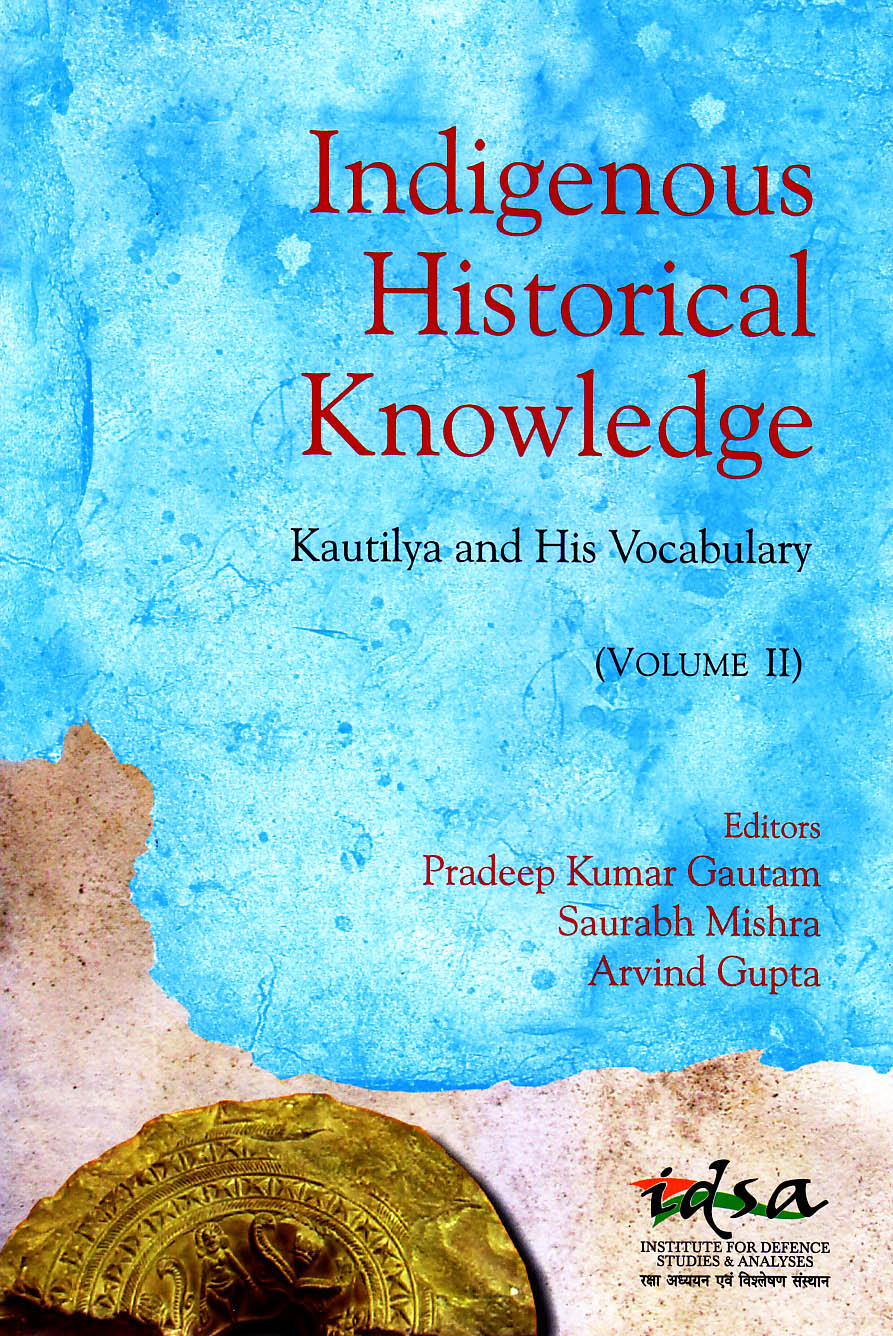 Indigenous
Historical
Knowledge
Kautilya and His Vocabulary
(VOLUME II)
Editors
Pradeep Kumar Gautam
Saurabh Mishra
Arvind Gupta
idsa
INSTITUTE FOR DEFENCE
STUDIES & ANALYSES
रक्षा अध्ययन एवं विश्लेषण संस्थान